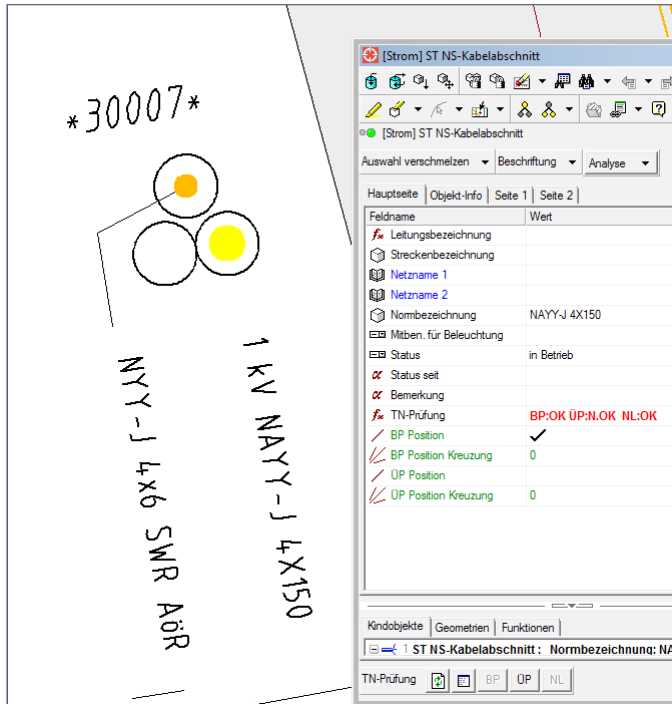 *30007*
NYY-J 4x6 SWR AöR
1 kV NAYY-J 4X150
[Strom] ST NS-Kabelabschnitt
[Strom] ST NS-Kabelabschnitt
Auswahl verschmelzen Beschriftung Analyse
Hauptseite Objekt-Info Seite 1 Seite 2
Feldname Wert
Leitungsbezeichnung
Streckenbezeichnung
Netzname 1
Netzname 2
Normbezeichnung NAYY-J 4X150
Mitben. für Beleuchtung
Status in Betrieb
Status seit
Bemerkung
TN-Prüfung BP:OK ÜP:N.OK NL:OK
BP Position
BP Position Kreuzung 0
ÜP Position
ÜP Position Kreuzung 0
Kindobjekte Geometrien Funktionen
1 ST NS-Kabelabschnitt : Normbezeichnung: NA
TN-Prüfung BP ÜP NL